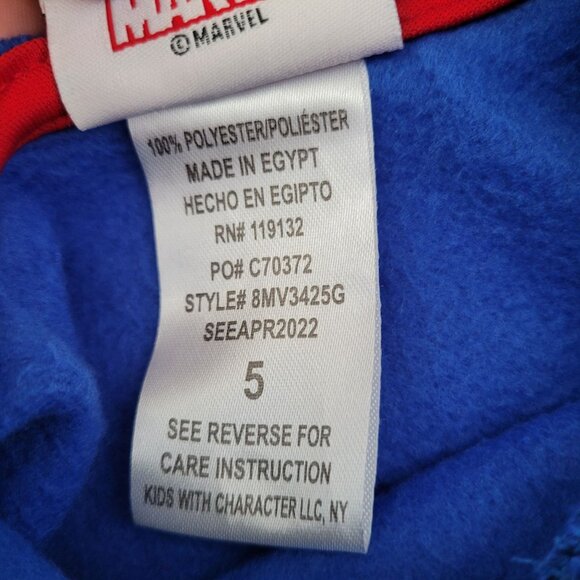 MARVEL
©MARVEL
100% POLYESTER/POLIÉSTER
MADE IN EGYPT
HECHO EN EGIPTO
RN# 119132
PO# C70372
STYLE# 8MV3425G
SEEAPR2022
5
SEE REVERSE FOR
CARE INSTRUCTION
KIDS WITH CHARACTER LLC, NY